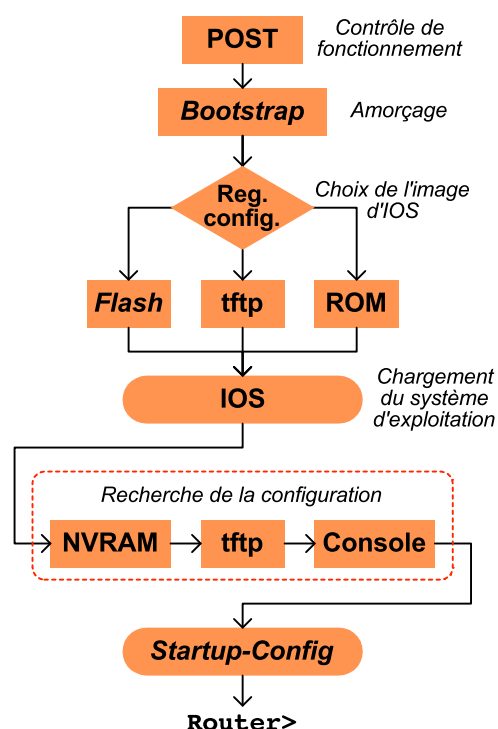 POST
Contrôle de
fonctionnement
Bootstrap
Amorçage
Reg.
config.
Choix de l'image
d'IOS
Flash
tftp
ROM
IOS
Chargement
du système
d'exploitation
Recherche de la configuration
NVRAM
tftp
Console
Startup-Config
Router>